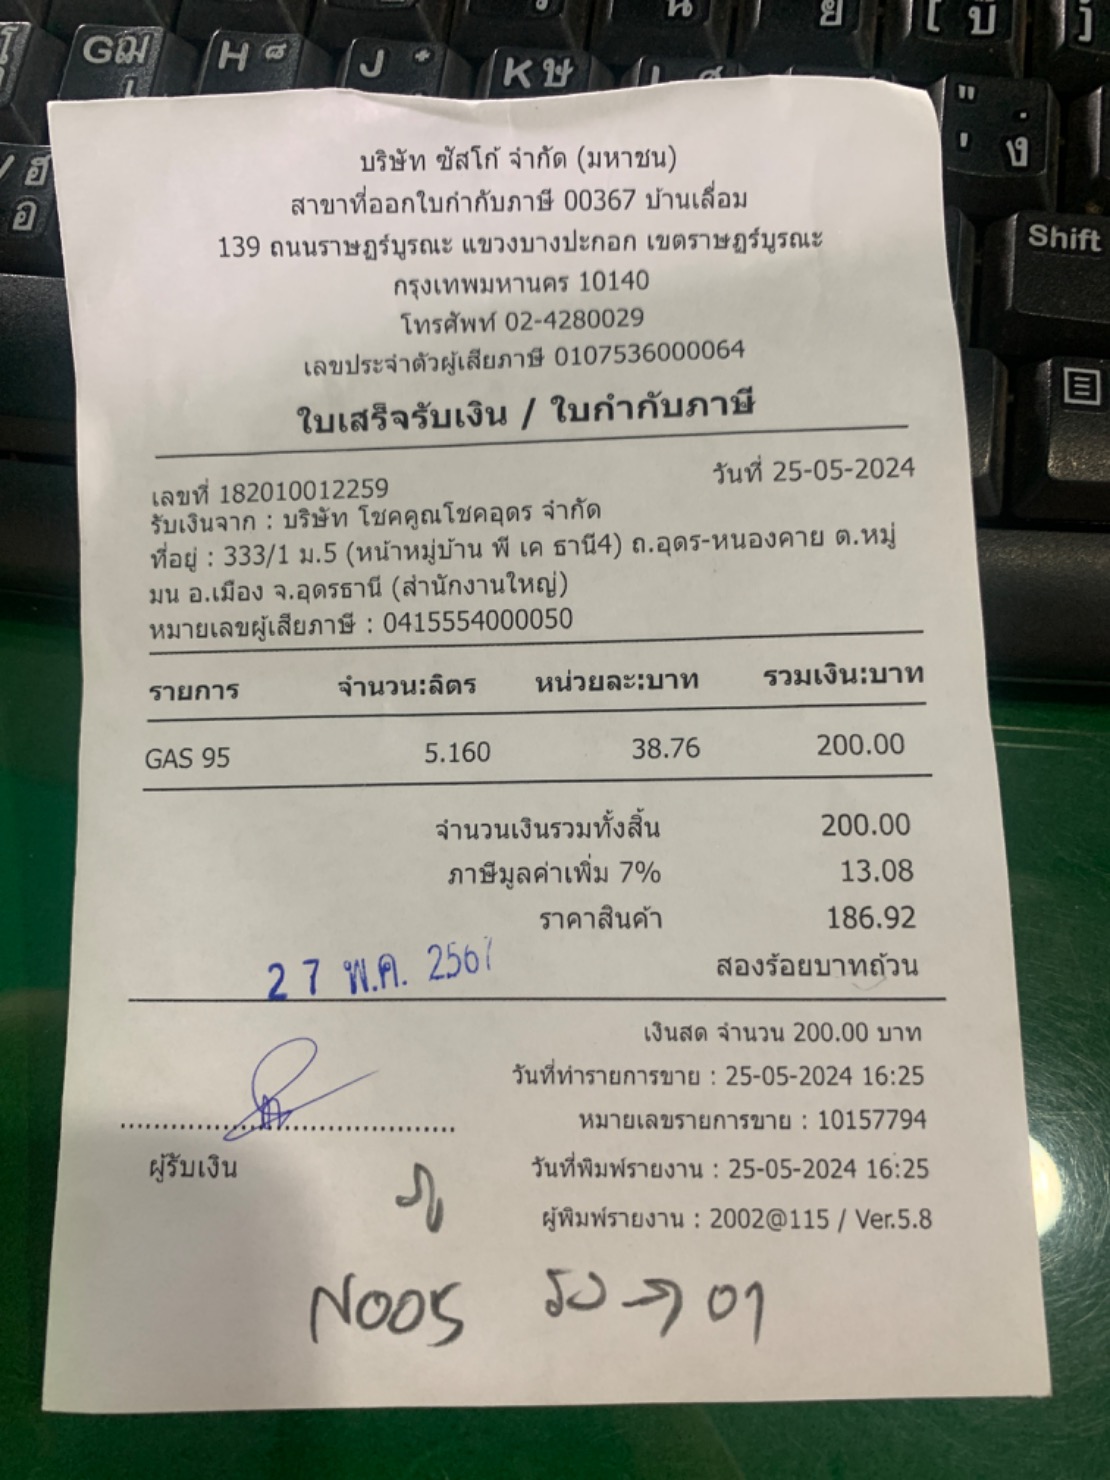 บริษัท ซัสโก้ จำกัด (มหาชน)
สาขาที่ออกใบกำกับภาษี 00367 บ้านเลื่อม
139 ถนนราษฎร์บูรณะ แขวงบางปะกอก เขตราษฎร์บูรณะ
กรุงเทพมหานคร 10140
โทรศัพท์ 02-4280029
เลขประจำตัวผู้เสียภาษี 0107536000064
ใบเสร็จรับเงิน / ใบกำกับภาษี
เลขที่ 182010012259 วันที่ 25-05-2024
รับเงินจาก : บริษัท โชคคูณโชคอุดร จำกัด
ที่อยู่ : 333/1 ม.5 (หน้าหมู่บ้าน พี เค ธานี4) ถ.อุดร-หนองคาย ต.หมู่
มน อ.เมือง จ.อุดรธานี (สำนักงานใหญ่)
หมายเลขผู้เสียภาษี : 0415554000050
รายการ จำนวน:ลิตร หน่วยละ:บาท รวมเงิน:บาท
GAS 95 5.160 38.76 200.00
จำนวนเงินรวมทั้งสิ้น 200.00
ภาษีมูลค่าเพิ่ม 7% 13.08
ราคาสินค้า 186.92
27 พ.ค. 2567 สองร้อยบาทถ้วน
เงินสด จำนวน 200.00 บาท
วันที่ทำรายการขาย : 25-05-2024 16:25
หมายเลขรายการขาย : 10157794
ผู้รับเงิน วันที่พิมพ์รายงาน : 25-05-2024 16:25
ผู้พิมพ์รายงาน : 2002@115 / Ver.5.8
N005 01
G H J K
Shift